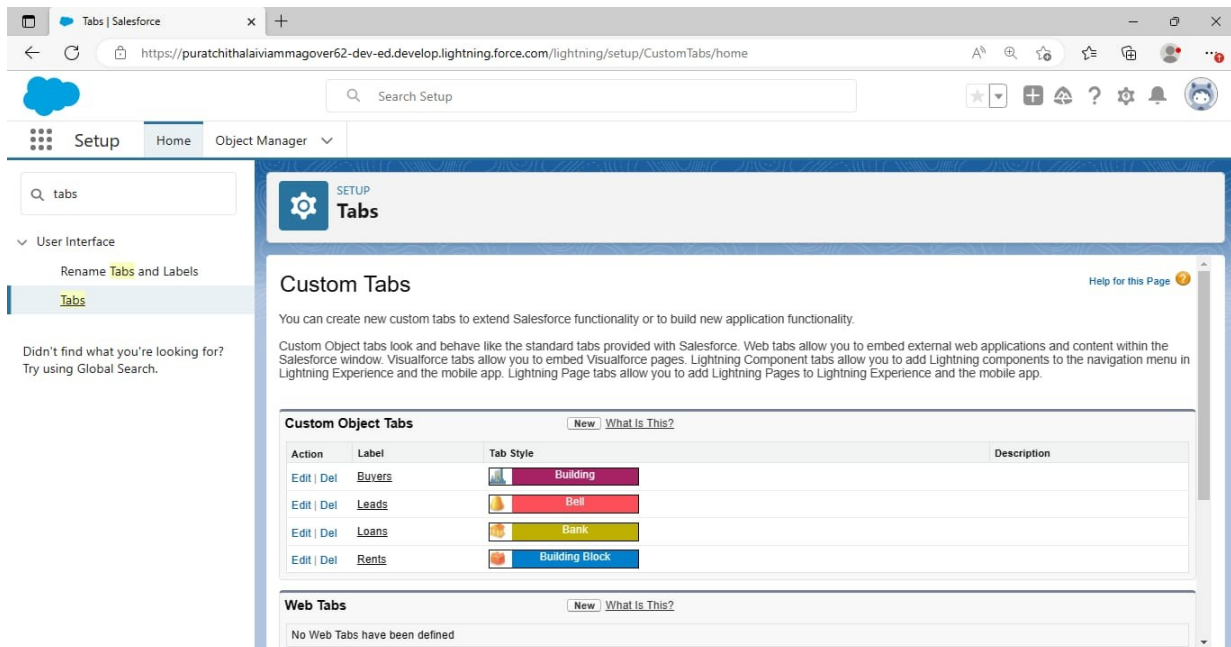 Tabs | Salesforce
https://puratchithalaiviammagover62-dev-ed.develop.lightning.force.com/lightning/setup/CustomTabs/home
Search Setup
Setup
Home
Object Manager
tabs
User Interface
Rename Tabs and Labels
Tabs
Didn't find what you're looking for?
Try using Global Search.
SETUP
Tabs
Custom Tabs
Help for this Page
You can create new custom tabs to extend Salesforce functionality or to build new application functionality.
Custom Object tabs look and behave like the standard tabs provided with Salesforce. Web tabs allow you to embed external web applications and content within the
Salesforce window. Visualforce tabs allow you to embed Visualforce pages. Lightning Component tabs allow you to add Lightning components to the navigation menu in
Lightning Experience and the mobile app. Lightning Page tabs allow you to add Lightning Pages to Lightning Experience and the mobile app.
Custom Object Tabs New What Is This?
Action Label Tab Style Description
Edit | Del Buyers Building
Edit | Del Leads Bell
Edit | Del Loans Bank
Edit | Del Rents Building Block
Web Tabs New What Is This?
No Web Tabs have been defined